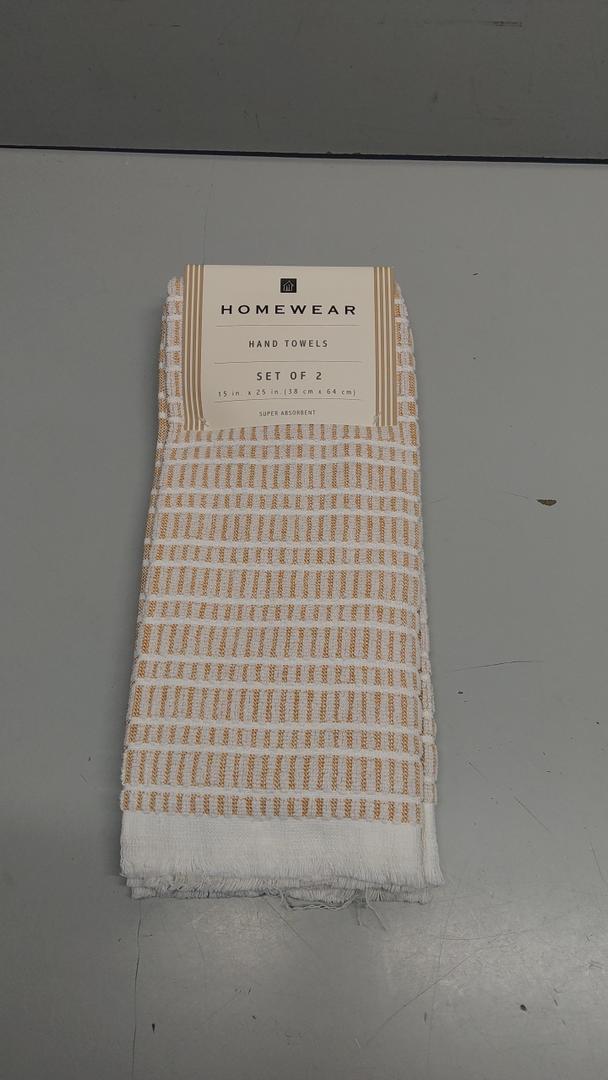 HOMEWEAR
HAND TOWELS
SET OF 2
15 in. x 25 in. (38 cm x 64 cm)
SUPER ABSORBENT